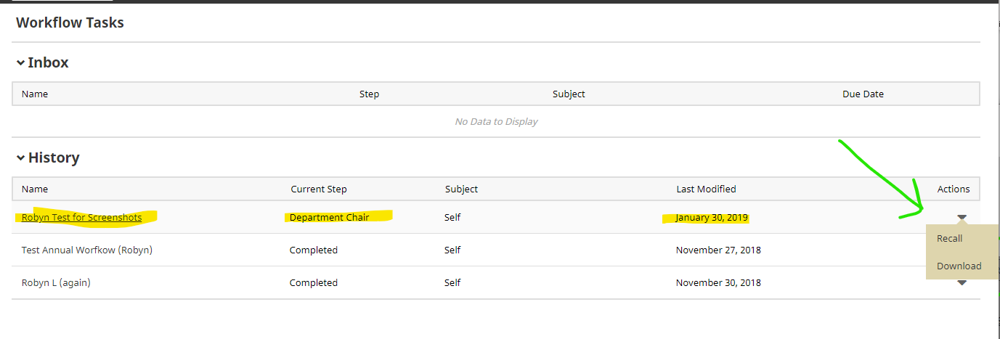 Workflow Tasks
Inbox
Name Step Subject Due Date
No Data to Display
History
Name Current Step Subject Last Modified Actions
Robyn Test for Screenshots Department Chair Self January 30, 2019
Recall
Test Annual Worfkow (Robyn) Completed Self November 27, 2018
Download
Robyn L (again) Completed Self November 30, 2018